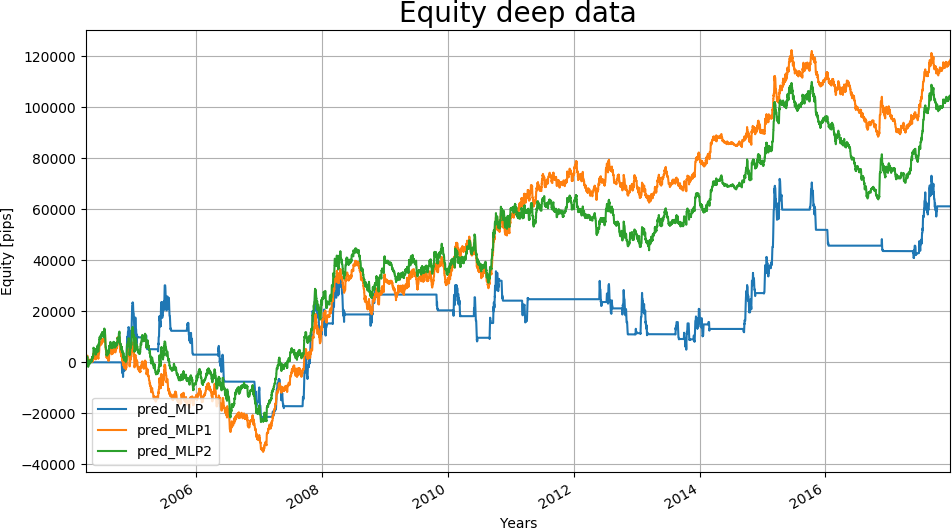 Equity deep data
120000
100000
80000
60000
40000
20000
0
−20000
−40000
Equity [pips]
pred_MLP
pred_MLP1
pred_MLP2
2006
2008
2010
2012
2014
2016
Years